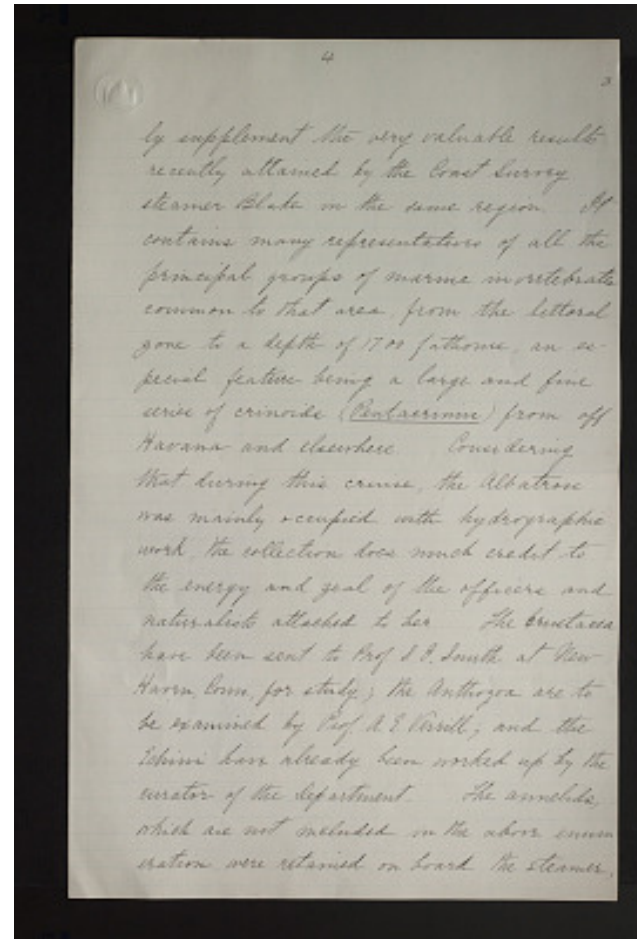 4
3
ly supplement the very valuable results
recently attained by the Coast Survey
steamer Blake in the same region. It
contains many representatives of all the
principal groups of marine invertebrates
common to that area, from the littoral
zone to a depth of 1700 fathoms, an es-
pecial feature being a large and fine
series of crinoids (Pentacrinus) from off
Havana and elsewhere. Considering
that during this cruise, the Albatross
was mainly occupied with hydrographic
work, the collection does much credit to
the energy and zeal of the officers and
naturalists attached to her. The Crustacea
have been sent to Prof S. I. Smith at New
Haven, Conn, for study; the Anthozoa are to
be examined by Prof. A. E. Verrill; and the
Echini have already been worked up by the
curator of the department. The annelids,
which are not included in the above enum
eration were retained on board the steamer,